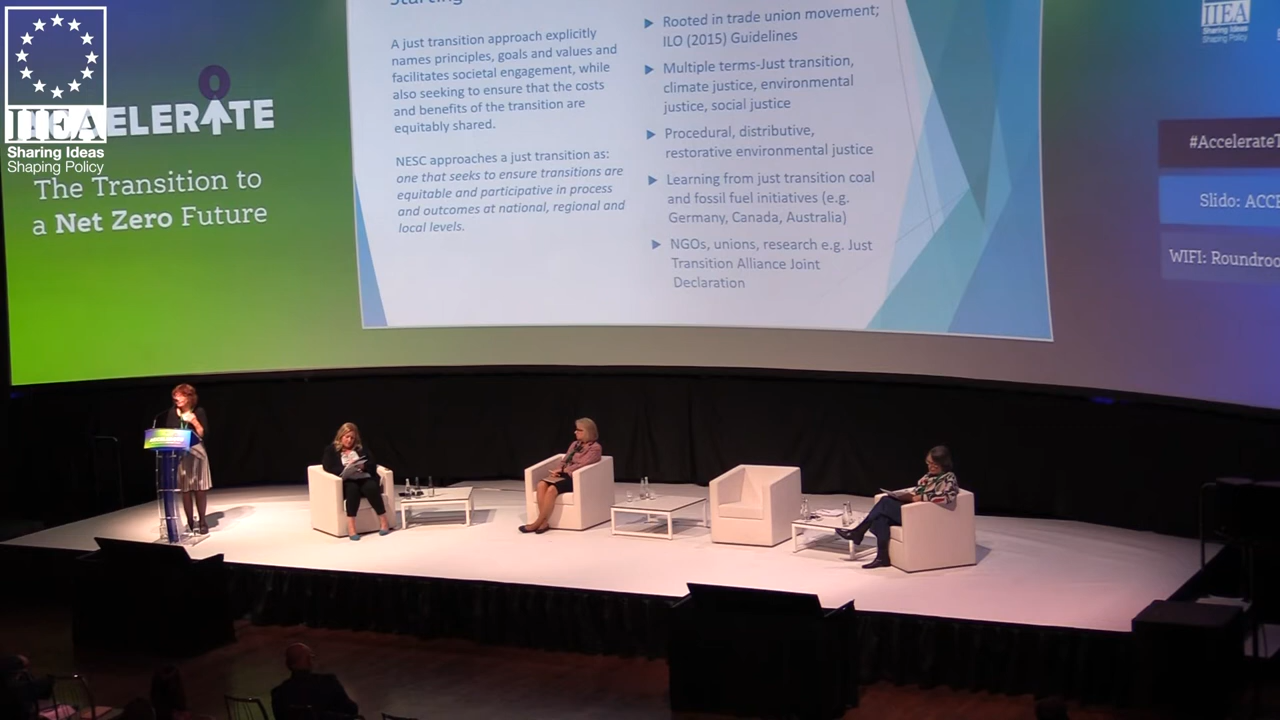 IIEA
Sharing Ideas
Shaping Policy
ELERATE
The Transition to
a Net Zero Future
Starting
A just transition approach explicitly
names principles, goals and values and
facilitates societal engagement, while
also seeking to ensure that the costs
and benefits of the transition are
equitably shared.
NESC approaches a just transition as:
one that seeks to ensure transitions are
equitable and participative in process
and outcomes at national, regional and
local levels.
Rooted in trade union movement;
ILO (2015) Guidelines
Multiple terms-Just transition,
climate justice, environmental
justice, social justice
Procedural, distributive,
restorative environmental justice
Learning from just transition coal
and fossil fuel initiatives (e.g.
Germany, Canada, Australia)
NGOs, unions, research e.g. Just
Transition Alliance Joint
Declaration
IIEA
Sharing Ideas
Shaping Policy
#AccelerateT
Slido: ACCE
WIFI: Roundroo